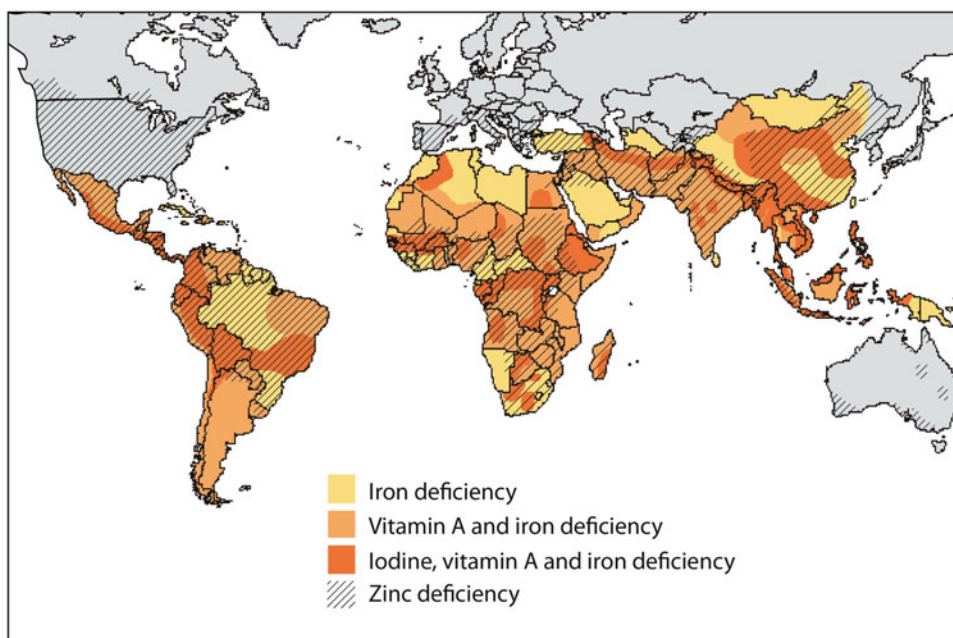 Iron deficiency
Vitamin A and iron deficiency
Iodine, vitamin A and iron deficiency
Zinc deficiency